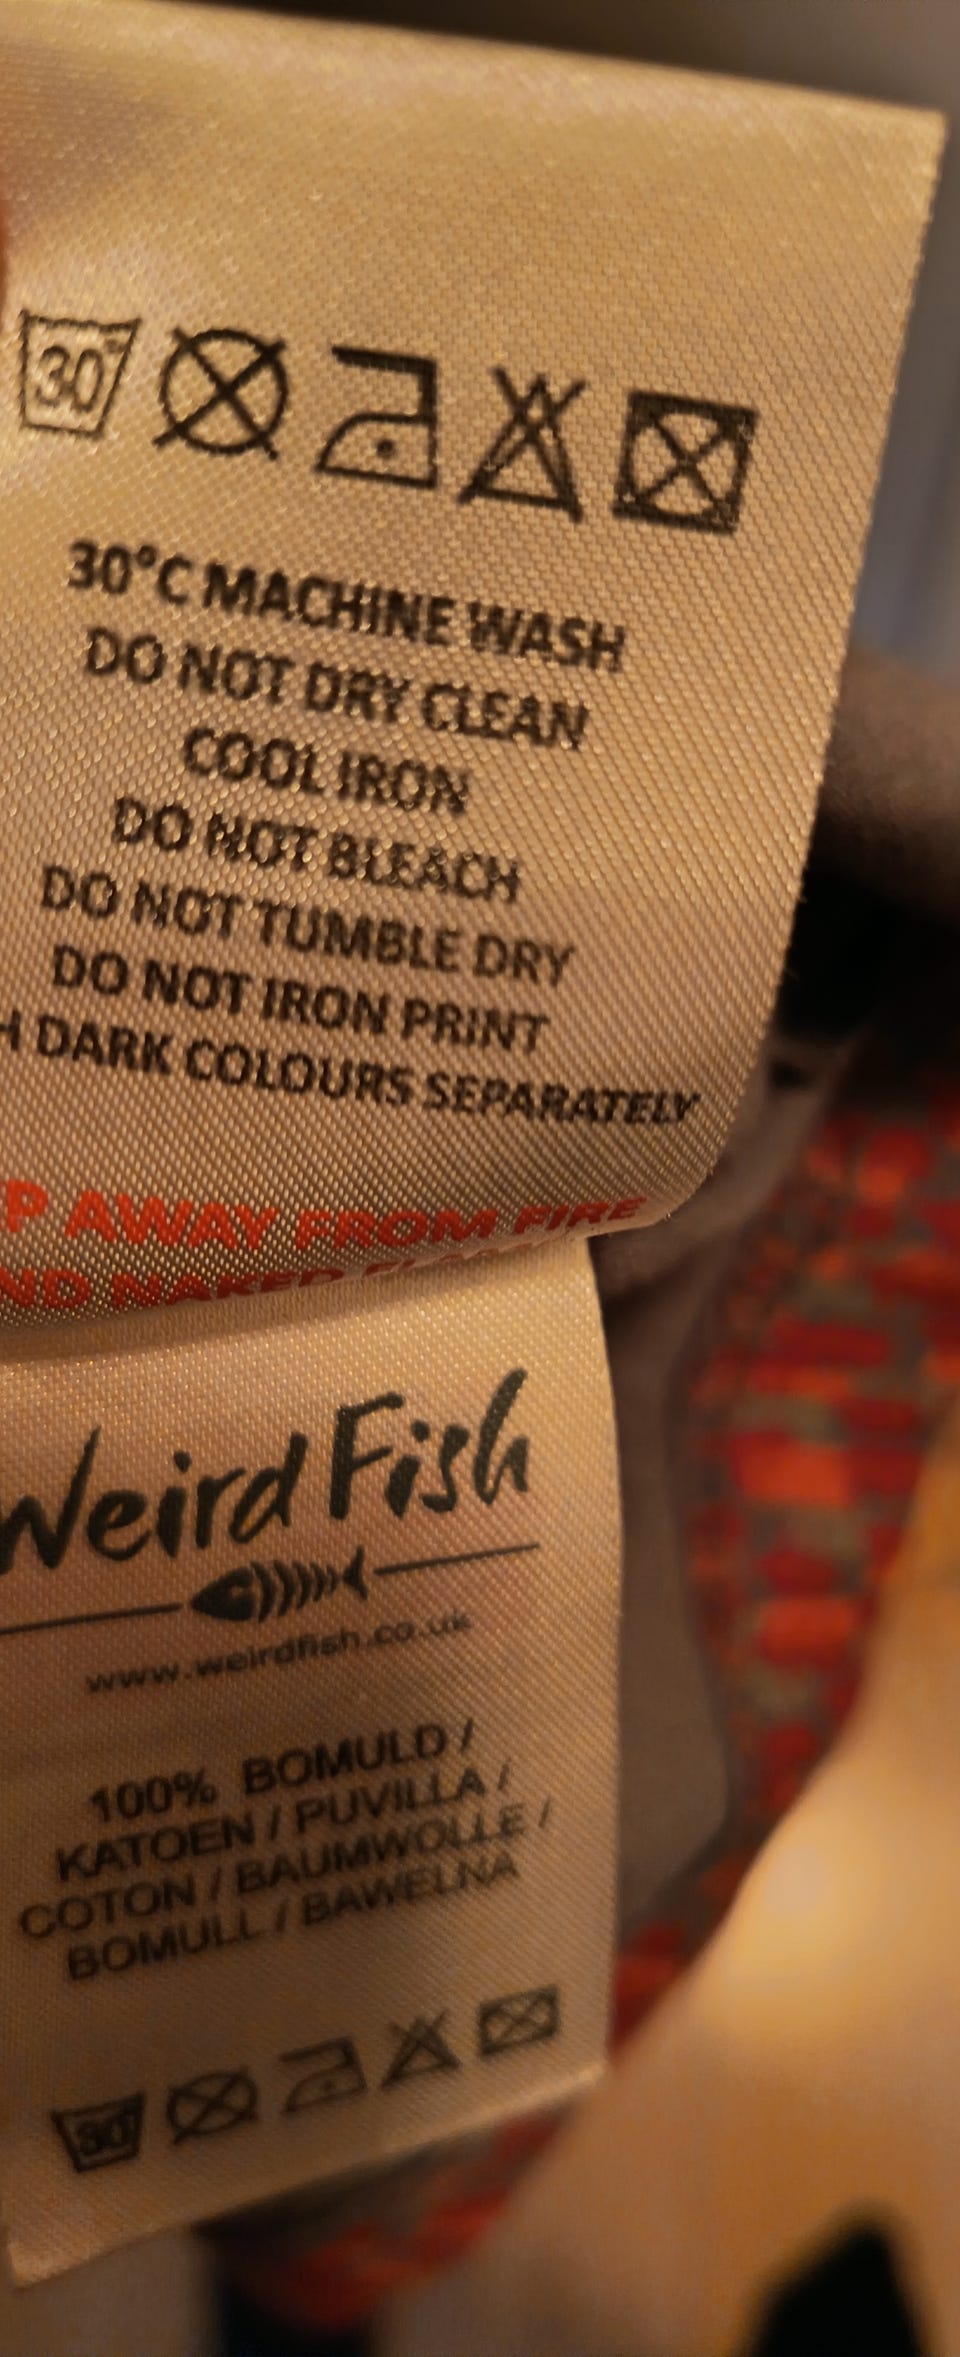 30°
30°C MACHINE WASH
DO NOT DRY CLEAN
COOL IRON
DO NOT BLEACH
DO NOT TUMBLE DRY
DO NOT IRON PRINT
H DARK COLOURS SEPARATELY
P AWAY FROM FIRE
ND NAKED
Weird Fish
www.weirdfish.co.uk
100% BOMULD /
KATOEN / PUVILLA /
COTON / BAUMWOLLE /
BOMULL / BAWELNA
30°